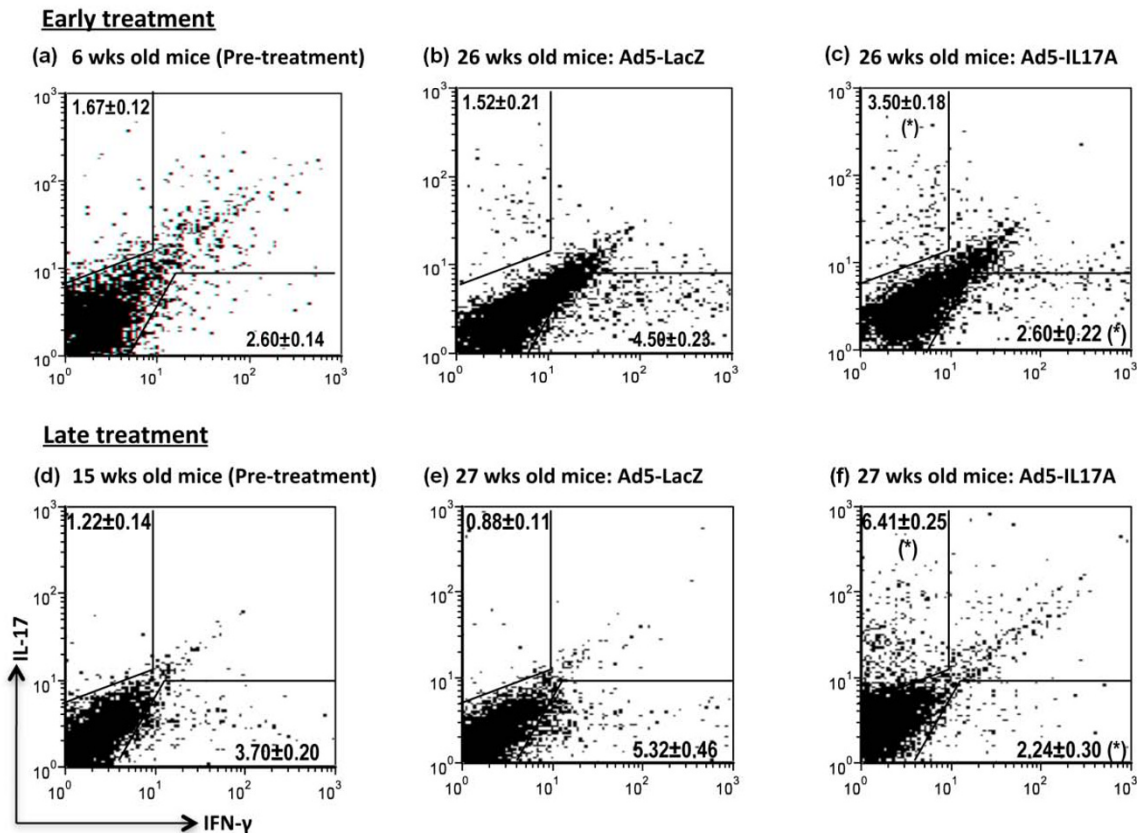 Early treatment
(a) 6 wks old mice (Pre-treatment)
(b) 26 wks old mice: Ad5-LacZ
(c) 26 wks old mice: Ad5-IL17A
10³
1.67±0.12
10²
10¹
10⁰
2.60±0.14
10⁰ 10¹ 10² 10³
10³
1.52±0.21
10²
10¹
10⁰
4.50±0.23
10⁰ 10¹ 10² 10³
10³
3.50±0.18
(*)
10²
10¹
10⁰
2.60±0.22 (*)
10⁰ 10¹ 10² 10³
Late treatment
(d) 15 wks old mice (Pre-treatment)
(e) 27 wks old mice: Ad5-LacZ
(f) 27 wks old mice: Ad5-IL17A
10³
1.22±0.14
10²
10¹
10⁰
3.70±0.20
10⁰ 10¹ 10² 10³
10³
0.88±0.11
10²
10¹
10⁰
5.32±0.46
10⁰ 10¹ 10² 10³
10³
6.41±0.25
(*)
10²
10¹
10⁰
2.24±0.30 (*)
10⁰ 10¹ 10² 10³
IL-17
IFN-γ